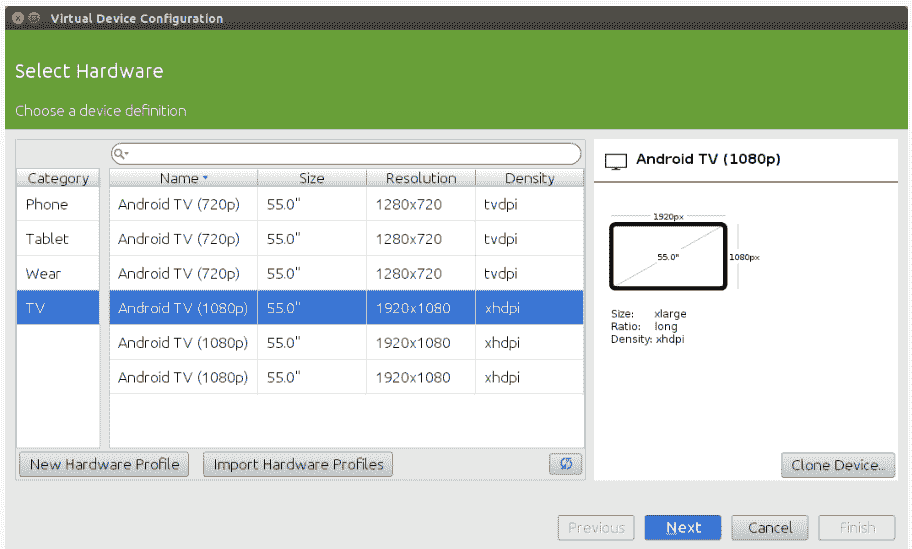 Virtual Device Configuration
Select Hardware
Choose a device definition
Category Name Size Resolution Density
Phone Android TV (720p) 55.0" 1280x720 tvdpi
Tablet Android TV (720p) 55.0" 1280x720 tvdpi
Wear Android TV (720p) 55.0" 1280x720 tvdpi
TV Android TV (1080p) 55.0" 1920x1080 xhdpi
Android TV (1080p) 55.0" 1920x1080 xhdpi
Android TV (1080p) 55.0" 1920x1080 xhdpi
New Hardware Profile Import Hardware Profiles
Android TV (1080p)
1920px
55.0" 1080px
Size: xlarge
Ratio: long
Density: xhdpi
Clone Device...
Previous Next Cancel Finish